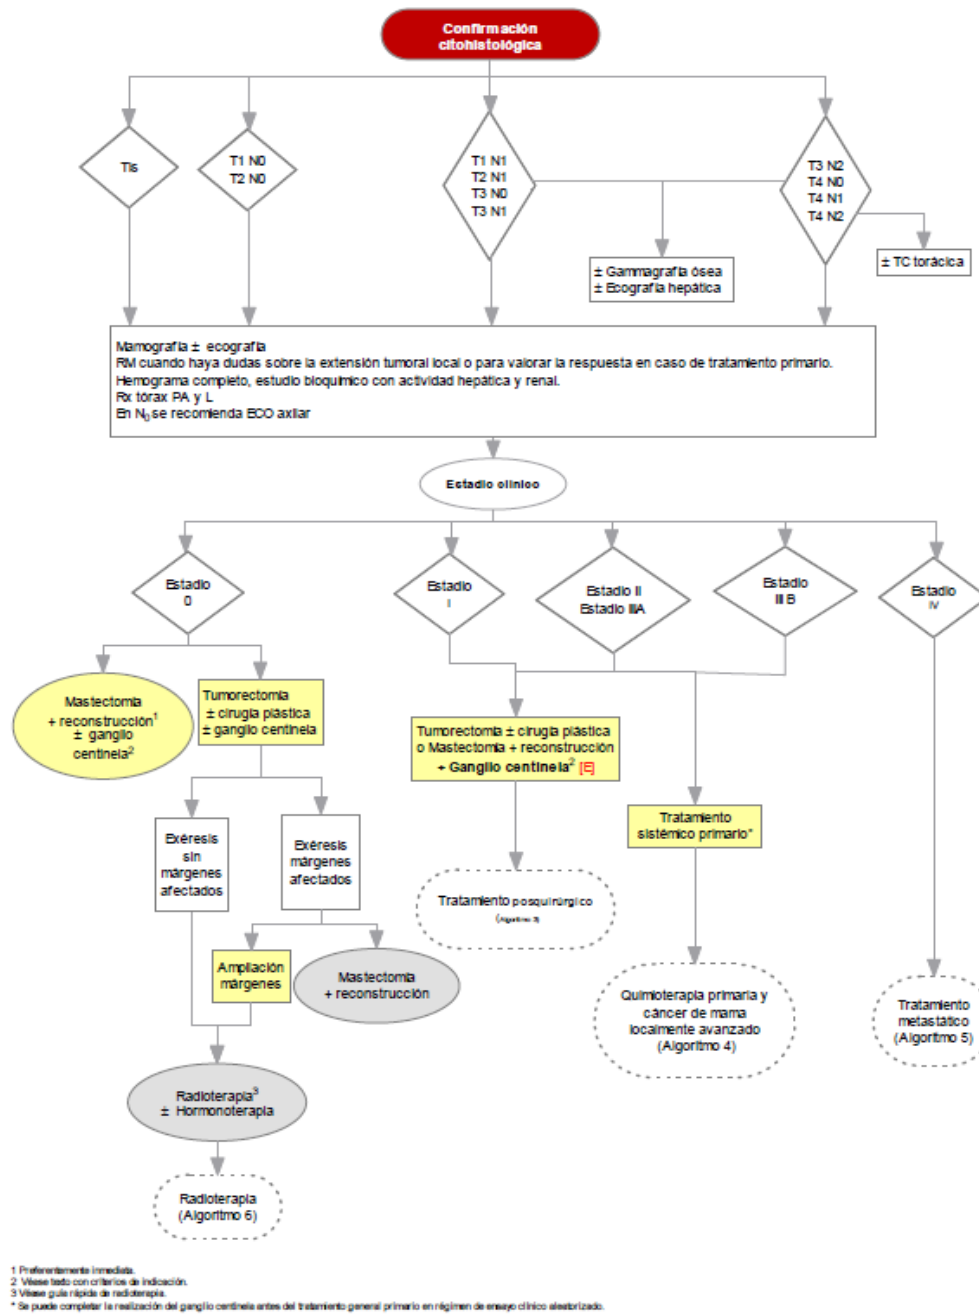 Confirmación
citohistológica
Tis
T1 N0
T2 N0
T1 N1
T2 N1
T3 N0
T3 N1
T3 N2
T4 N0
T4 N1
T4 N2
± Gammagrafía ósea
± Ecografía hepática
± TC torácica
Mamografía ± ecografía
RM cuando haya dudas sobre la extensión tumoral local o para valorar la respuesta en caso de tratamiento primario.
Hemograma completo, estudio bioquímico con actividad hepática y renal.
Rx tórax PA y L
En N0 se recomienda ECO axilar
Estadio clínico
Estadio
0
Estadio
I
Estadio II
Estadio IIIA
Estadio
III B
Estadio
IV
Mastectomía
+ reconstrucción1
± ganglio
centinela2
Tumorectomía
± cirugía plástica
± ganglio centinela
Tumorectomía ± cirugía plástica
o Mastectomía + reconstrucción
+ Ganglio centinela2 [E]
Tratamiento
sistémico primario*
Exéresis
sin
márgenes
afectados
Exéresis
márgenes
afectados
Tratamiento posquirúrgico
(Algoritmo 3)
Ampliación
márgenes
Mastectomía
+ reconstrucción
Quimioterapia primaria y
cáncer de mama
localmente avanzado
(Algoritmo 4)
Tratamiento
metastático
(Algoritmo 5)
Radioterapia3
± Hormonoterapia
Radioterapia
(Algoritmo 6)
1 Preferentemente inmediata.
2 Véase texto con criterios de indicación.
3 Véase guía rápida de radioterapia.
* Se puede completar la realización del ganglio centinela antes del tratamiento general primario en régimen de ensayo clínico aleatorizado.